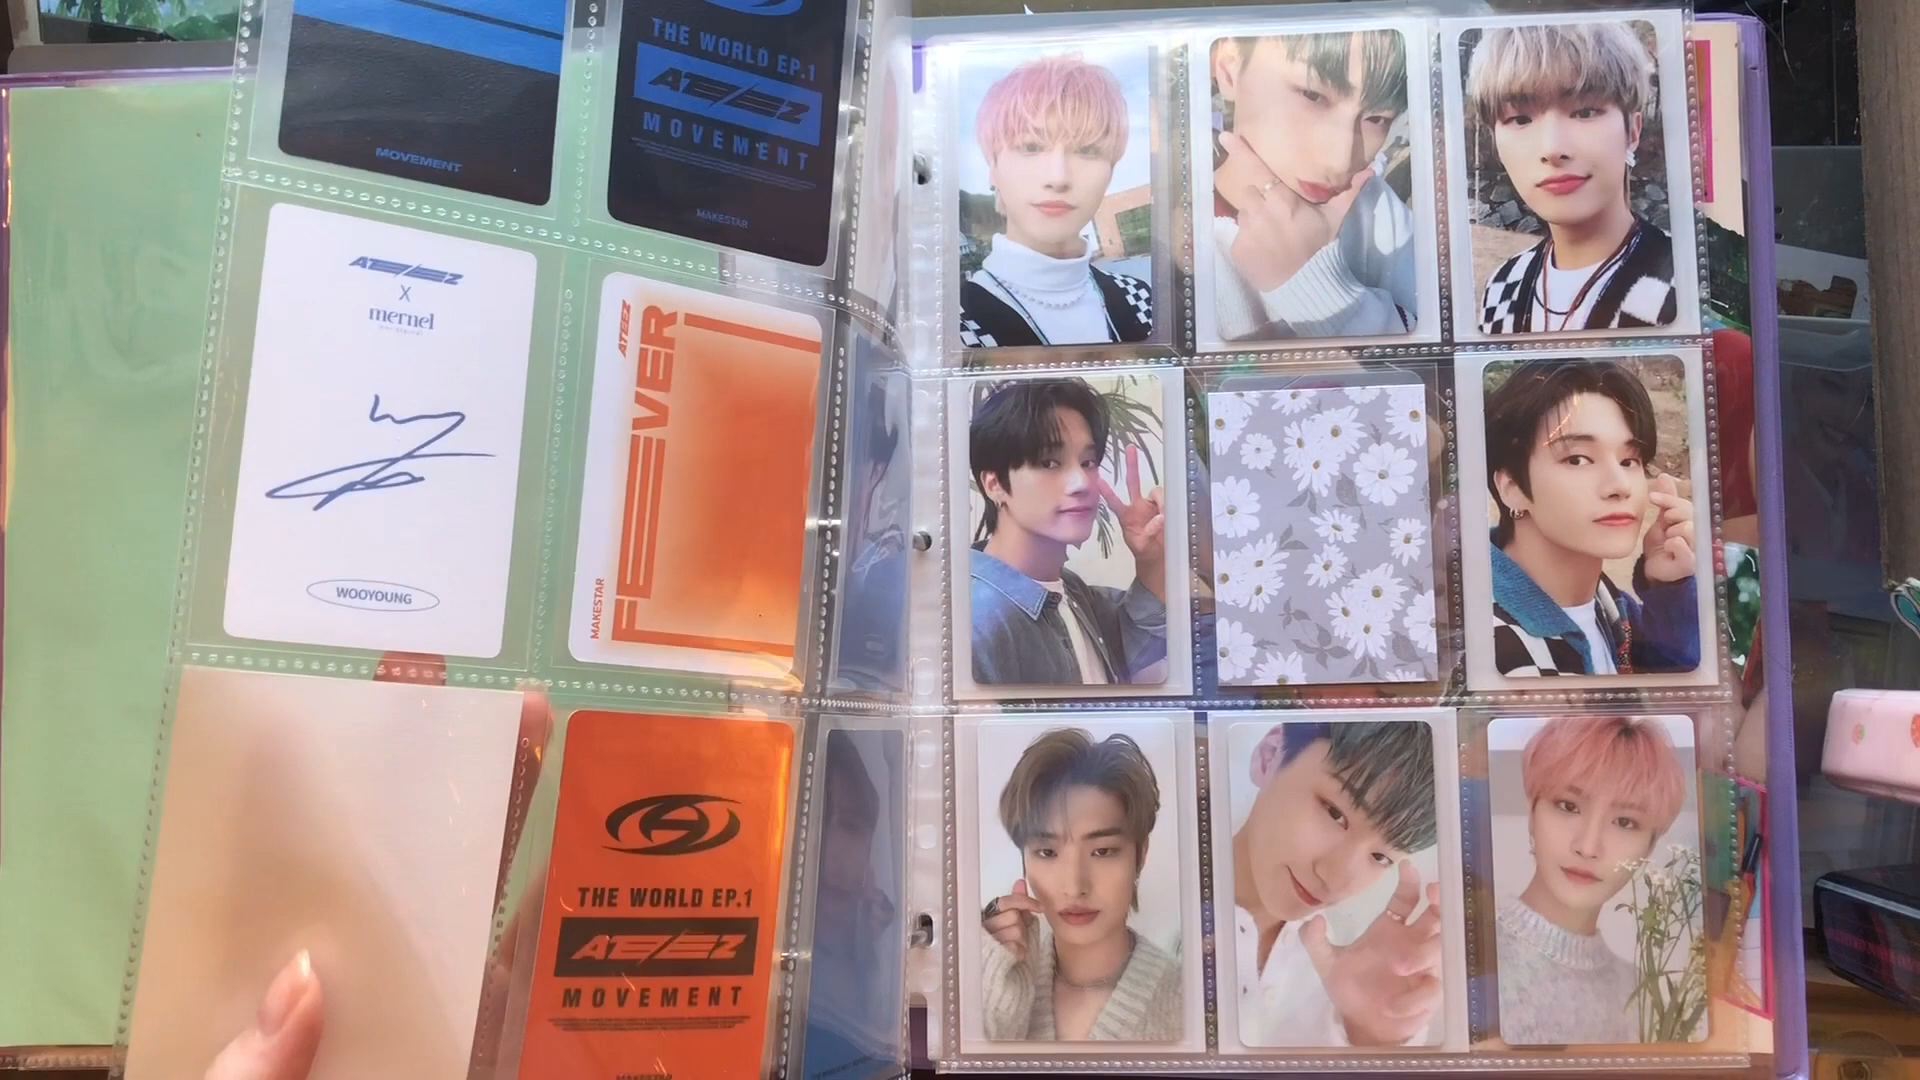 MOVEMENT
THE WORLD EP.1
ATEEZ
MOVEMENT
MAKESTAR
ATEEZ
X
mernel
WOOYOUNG
ATEEZ
FEVER
MAKESTAR
THE WORLD EP.1
ATEEZ
MOVEMENT
MAKESTAR